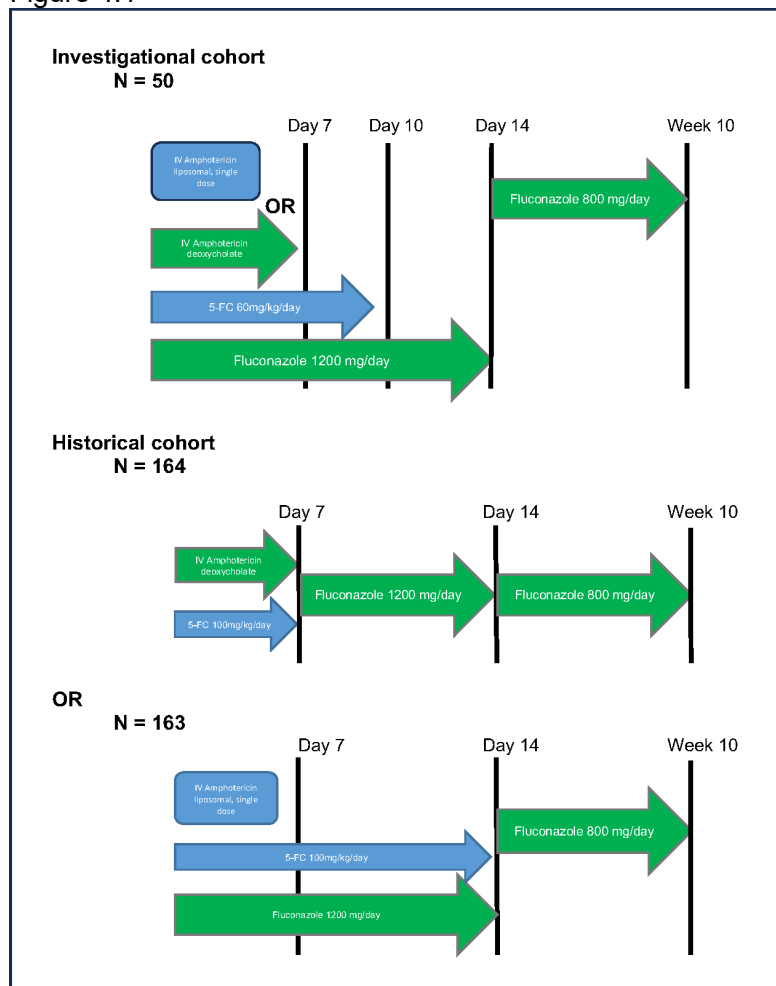 Investigational cohort
N = 50
Day 7
Day 10
Day 14
Week 10
IV Amphotericin
liposomal, single
dose
Fluconazole 800 mg/day
OR
IV Amphotericin
deoxycholate
5-FC 60mg/kg/day
Fluconazole 1200 mg/day
Historical cohort
N = 164
Day 7
Day 14
Week 10
IV Amphotericin
deoxycholate
Fluconazole 1200 mg/day
Fluconazole 800 mg/day
5-FC 100mg/kg/day
OR
N = 163
Day 7
Day 14
Week 10
IV Amphotericin
liposomal, single
dose
Fluconazole 800 mg/day
5-FC 100mg/kg/day
Fluconazole 1200 mg/day